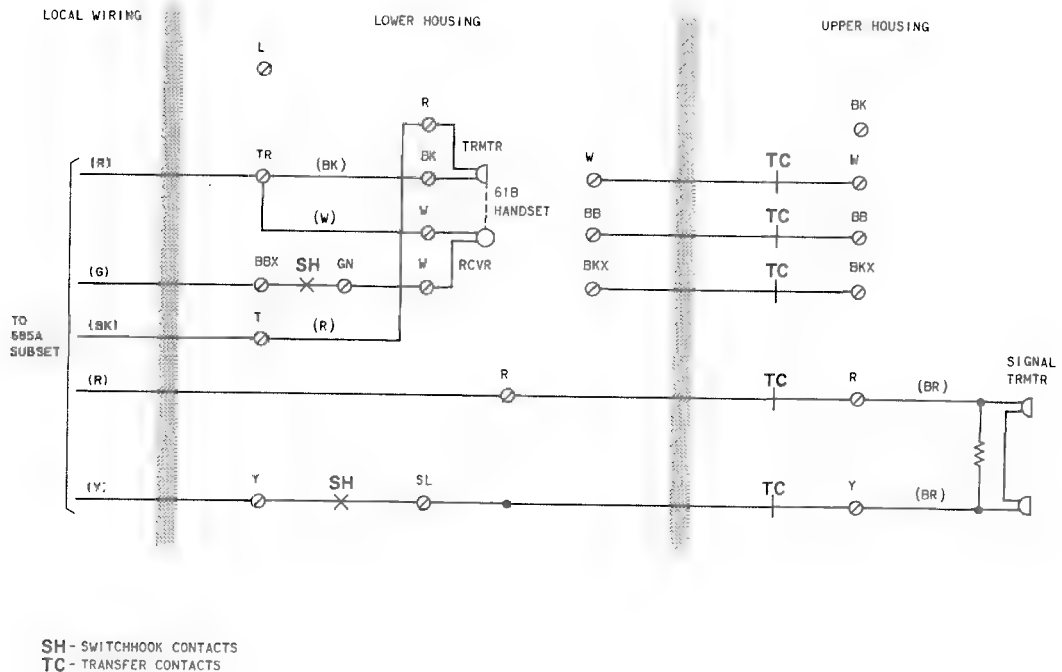 LOCAL WIRING
LOWER HOUSING
UPPER HOUSING
L
R
BK
TRMTR
(R)
TR
(BK)
BK
W
TC
W
61B
HANDSET
(W)
W
BB
TC
BB
(G)
BBX
SH
GN
W
RCVR
BKX
TC
BKX
TO
685A
SUBSET
(BK)
T
(R)
(R)
R
TC
R
(BR)
SIGNAL
TRMTR
(Y)
Y
SH
SL
TC
Y
(BR)
SH - SWITCHHOOK CONTACTS
TC - TRANSFER CONTACTS